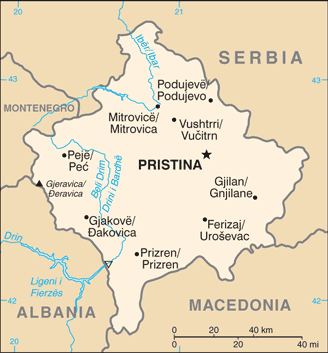 20
21
Ibër/Ibar
SERBIA
43
43
Podujevë/
Podujevo
MONTENEGRO
Mitrovicë/
Mitrovica
Vushtrri/
Vučitrn
Pejë/
Peć
PRISTINA
Beli Drim
Drini i Bardhë
Gjeravica/
Đeravica
Gjilan/
Gnjilane
Gjakovë/
Đakovica
Ferizaj/
Uroševac
Drin
Prizren/
Prizren
Ligeni i
Fierzës
42
42
ALBANIA
MACEDONIA
0 20 40 km
0 20 40 mi
20
21